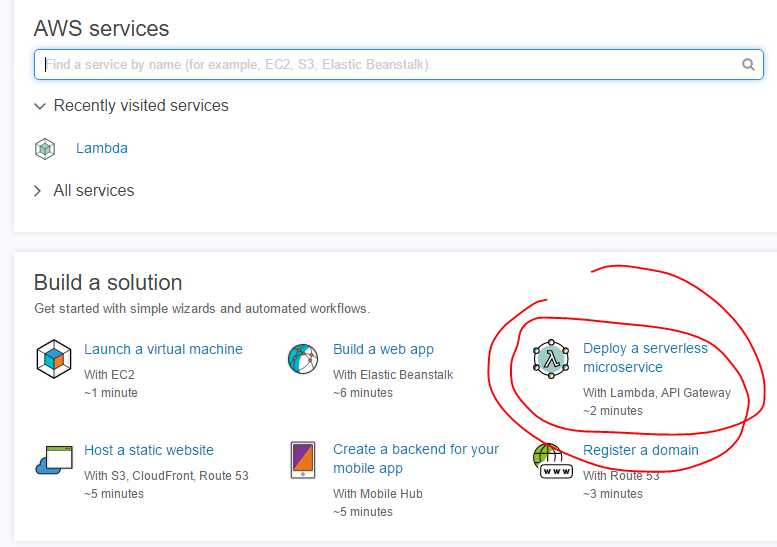 AWS services
Find a service by name (for example, EC2, S3, Elastic Beanstalk).
Recently visited services
Lambda
All services
Build a solution
Get started with simple wizards and automated workflows.
Launch a virtual machine
With EC2
~1 minute
Build a web app
With Elastic Beanstalk
~6 minutes
Deploy a serverless
microservice
With Lambda, API Gateway
~2 minutes
Host a static website
With S3, CloudFront, Route 53
~5 minutes
Create a backend for your
mobile app
With Mobile Hub
~5 minutes
Register a domain
With Route 53
~3 minutes
www